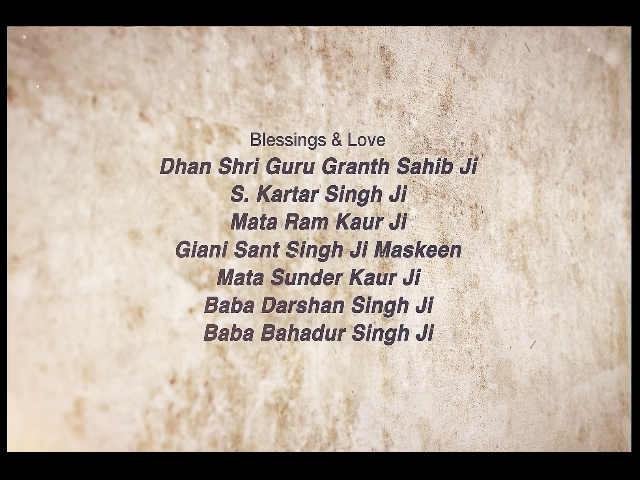 Blessings & Love
Dhan Shri Guru Granth Sahib Ji
S. Kartar Singh Ji
Mata Ram Kaur Ji
Giani Sant Singh Ji Maskeen
Mata Sunder Kaur Ji
Baba Darshan Singh Ji
Baba Bahadur Singh Ji